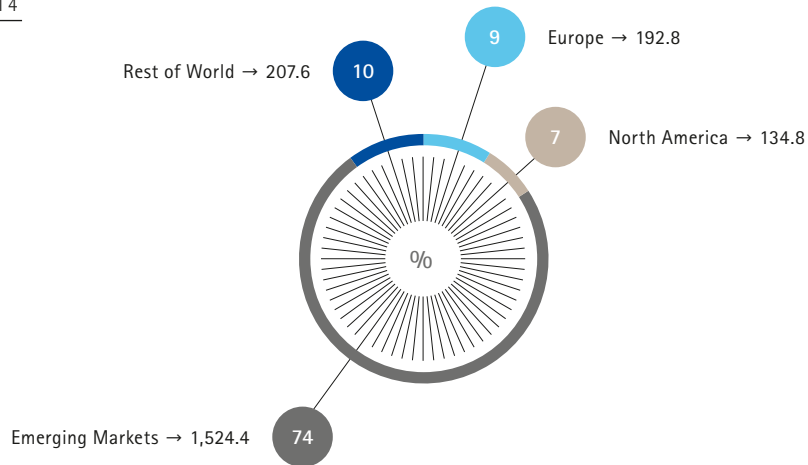 14
9
Europe → 192.8
Rest of World → 207.6
10
7
North America → 134.8
%
Emerging Markets → 1,524.4
74